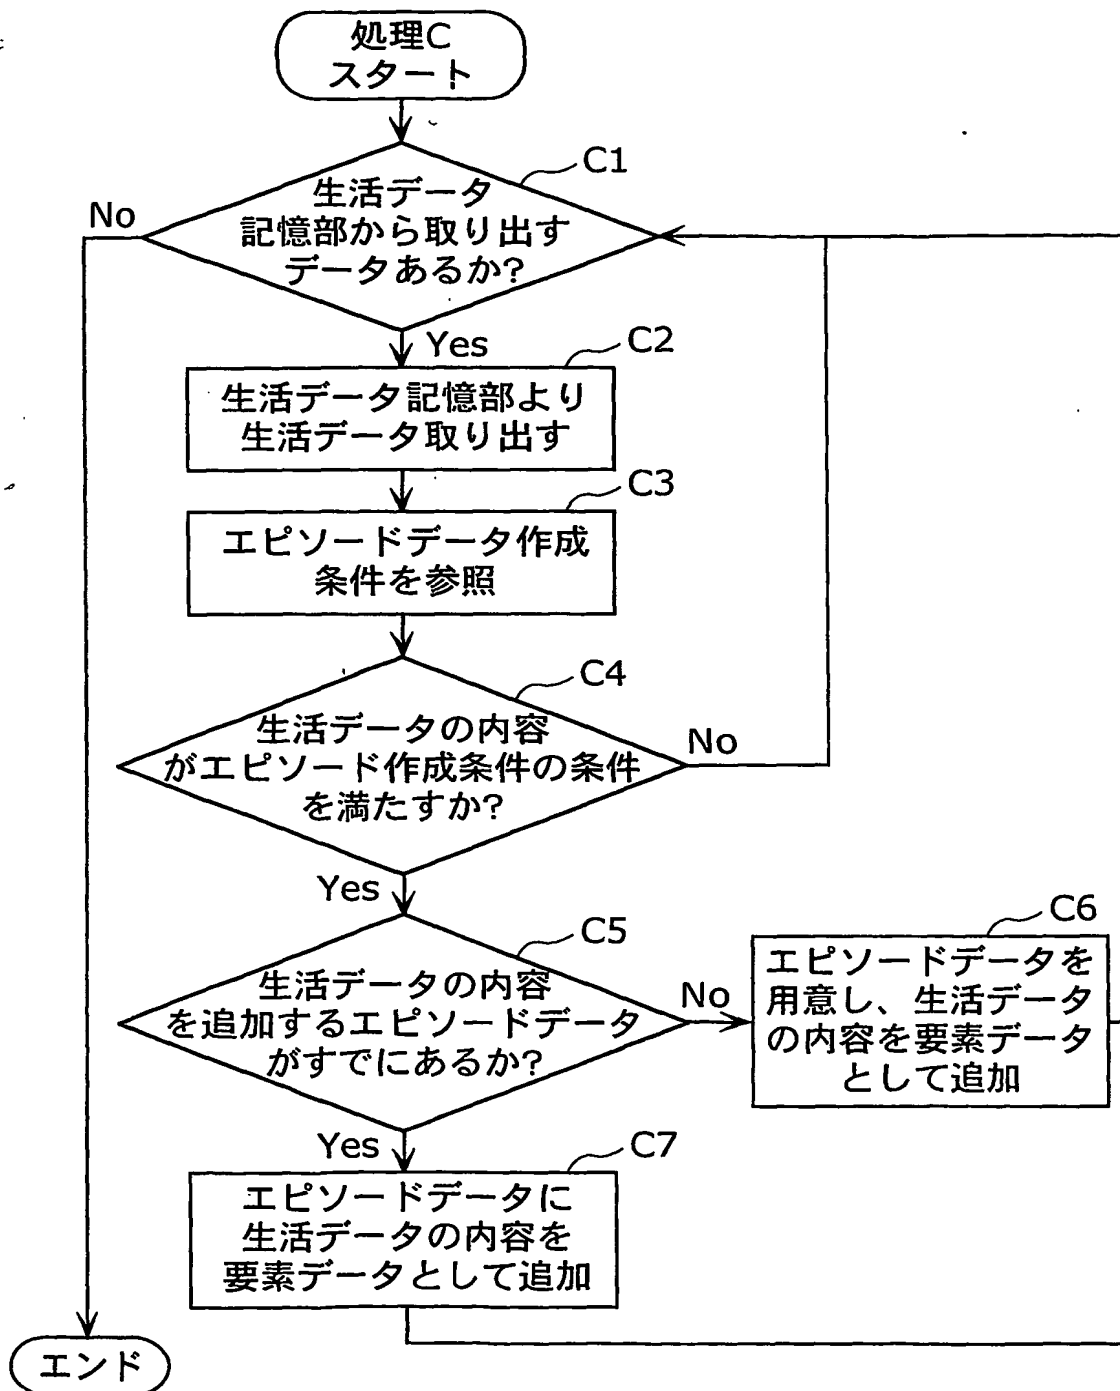 処理C
スタート
C1
生活データ
記憶部から取り出す
データあるか?
No
Yes
C2
生活データ記憶部より
生活データ取り出す
C3
エピソードデータ作成
条件を参照
C4
生活データの内容
がエピソード作成条件の条件
を満たすか?
No
Yes
C5
生活データの内容
を追加するエピソードデータ
がすでにあるか?
No
C6
エピソードデータを
用意し、生活データ
の内容を要素データ
として追加
Yes
C7
エピソードデータに
生活データの内容を
要素データとして追加
エンド